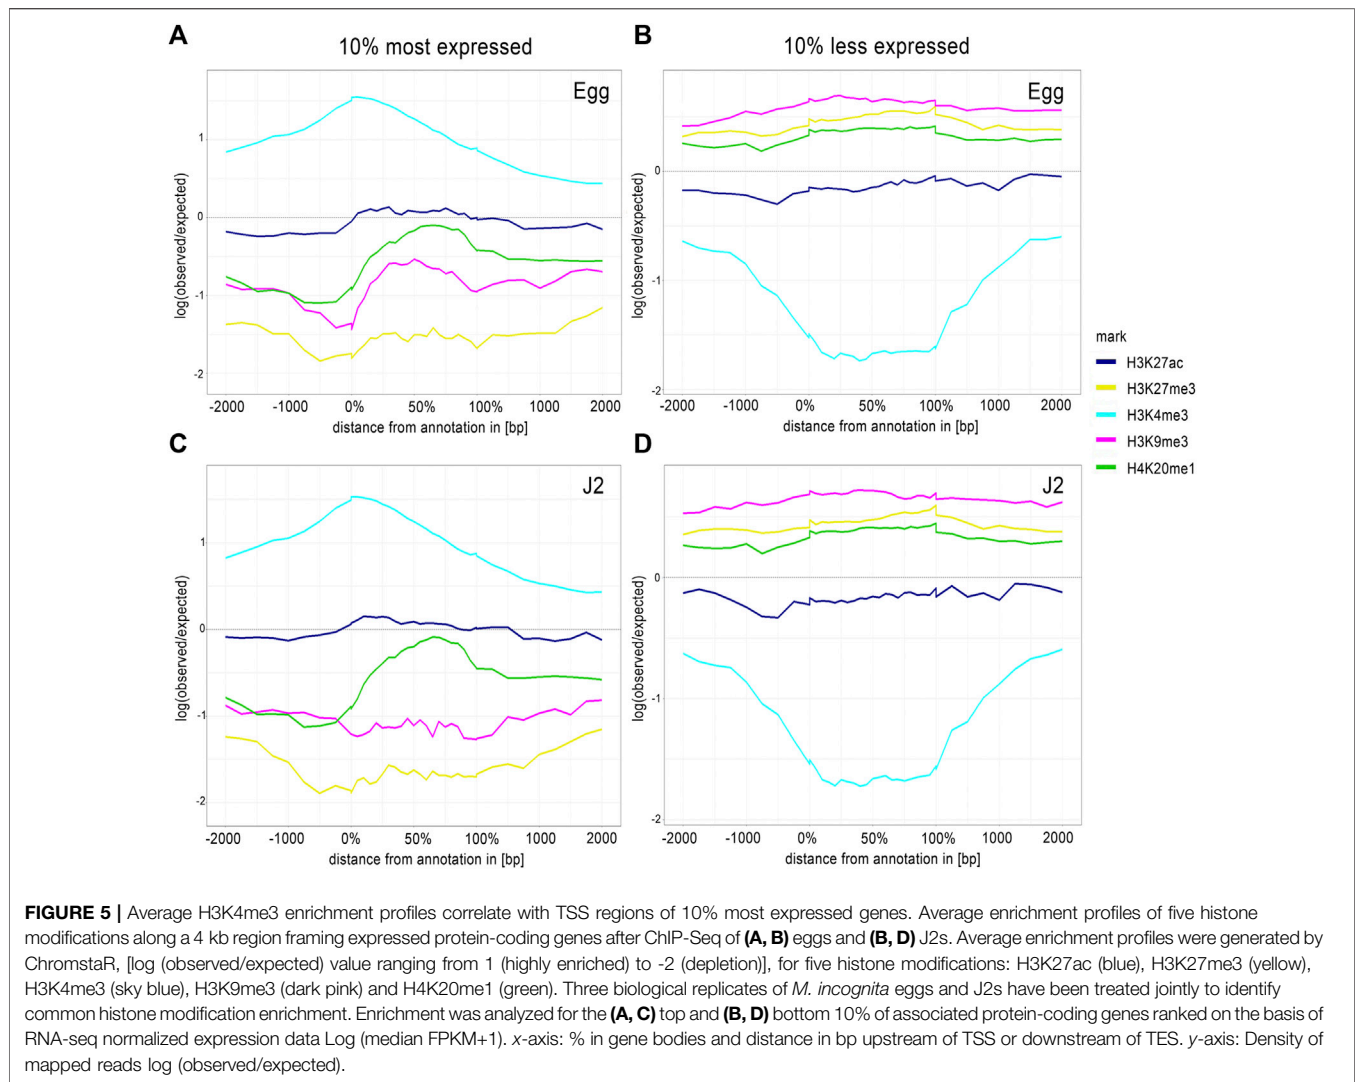 A
10% most expressed
B
10% less expressed
Egg
log(observed/expected)
1
0
-1
-2
-2000 -1000 0% 50% 100% 1000 2000
distance from annotation in [bp]
Egg
log(observed/expected)
0
-1
-2
-2000 -1000 0% 50% 100% 1000 2000
distance from annotation in [bp]
mark
H3K27ac
H3K27me3
H3K4me3
H3K9me3
H4K20me1
C
J2
log(observed/expected)
1
0
-1
-2
-2000 -1000 0% 50% 100% 1000 2000
distance from annotation in [bp]
D
J2
log(observed/expected)
0
-1
-2
-2000 -1000 0% 50% 100% 1000 2000
distance from annotation in [bp]
FIGURE 5 | Average H3K4me3 enrichment profiles correlate with TSS regions of 10% most expressed genes. Average enrichment profiles of five histone
modifications along a 4 kb region framing expressed protein-coding genes after ChIP-Seq of (A, B) eggs and (B, D) J2s. Average enrichment profiles were generated by
ChromstaR, [log (observed/expected) value ranging from 1 (highly enriched) to -2 (depletion)], for five histone modifications: H3K27ac (blue), H3K27me3 (yellow),
H3K4me3 (sky blue), H3K9me3 (dark pink) and H4K20me1 (green). Three biological replicates of M. incognita eggs and J2s have been treated jointly to identify
common histone modification enrichment. Enrichment was analyzed for the (A, C) top and (B, D) bottom 10% of associated protein-coding genes ranked on the basis of
RNA-seq normalized expression data Log (median FPKM+1). x-axis: % in gene bodies and distance in bp upstream of TSS or downstream of TES. y-axis: Density of
mapped reads log (observed/expected).